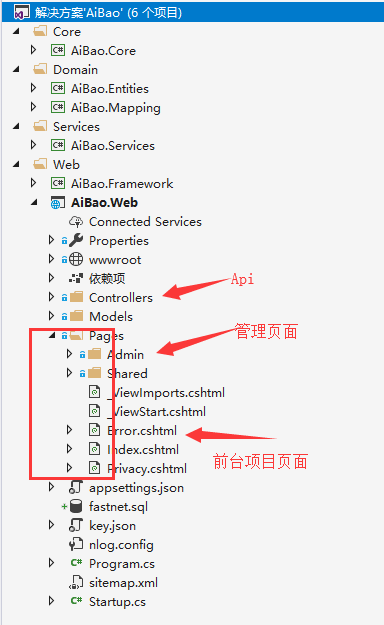 解决方案'AiBao' (6 个项目)
Core
C# AiBao.Core
Domain
C# AiBao.Entities
C# AiBao.Mapping
Services
C# AiBao.Services
Web
C# AiBao.Framework
AiBao.Web
Connected Services
Properties
wwwroot
依赖项
Api
Controllers
Models
管理页面
Pages
Admin
Shared
_ViewImports.cshtml
_ViewStart.cshtml
Error.cshtml
Index.cshtml
前台项目页面
Privacy.cshtml
appsettings.json
fastnet.sql
key.json
nlog.config
C# Program.cs
sitemap.xml
C# Startup.cs